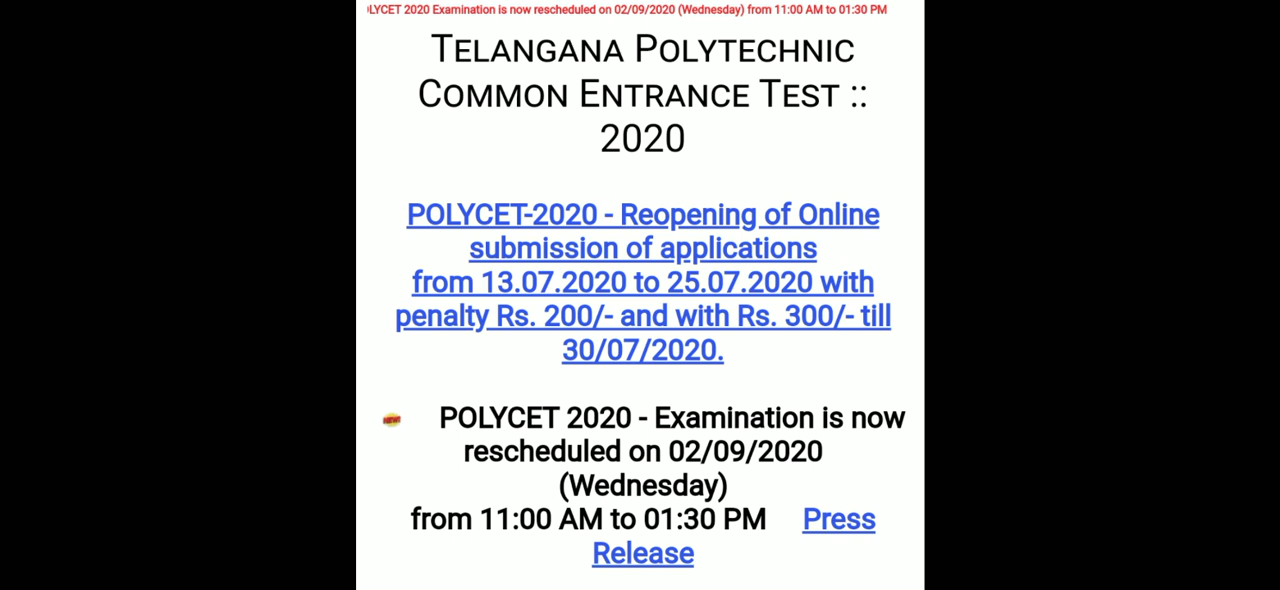 2020 Examination is now rescheduled on 02/09/2020 (Wednesday) from 11:00 AM to 01:30 PM
TELANGANA POLYTECHNIC
COMMON ENTRANCE TEST ::
2020
POLYCET-2020 - Reopening of Online
submission of applications
from 13.07.2020 to 25.07.2020 with
penalty Rs. 200/- and with Rs. 300/- till
30/07/2020.
NEW! POLYCET 2020 - Examination is now
rescheduled on 02/09/2020
(Wednesday)
from 11:00 AM to 01:30 PM Press
Release